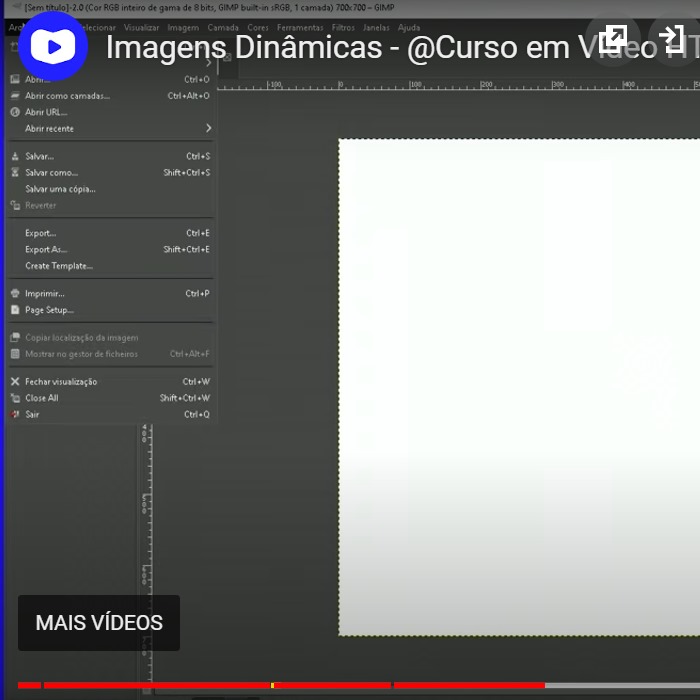 [Sem título]-2.0 (Cor RGB inteiro de gama de 8 bits, GIMP built-in sRGB, 1 camada) 700x700 – GIMP
Selecionar Visualizar Imagem Camada Cores Ferramentas Filtros Janelas Ajuda
Imagens Dinâmicas - @Curso em Vídeo HT
Abrir... Ctrl+O
Abrir como camadas... Ctrl+Alt+O
Abrir URL...
Abrir recente
Salvar... Ctrl+S
Salvar como... Shift+Ctrl+S
Salvar uma cópia...
Reverter
Export... Ctrl+E
Export As... Shift+Ctrl+E
Create Template...
Imprimir... Ctrl+P
Page Setup...
Copiar localização da imagem
Mostrar no gestor de ficheiros Ctrl+Alt+F
Fechar visualização Ctrl+W
Close All Shift+Ctrl+W
Sair Ctrl+Q
100 0 100 200 300 400
MAIS VÍDEOS